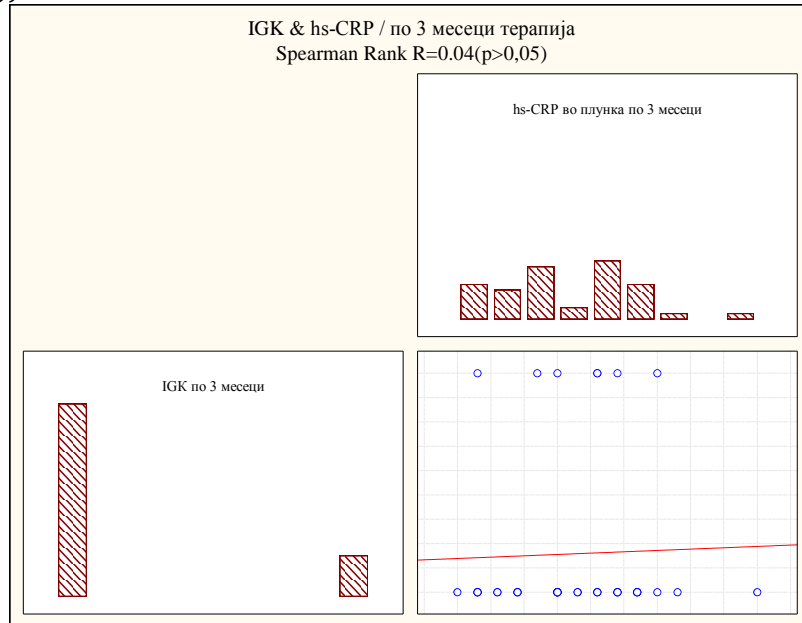 IGK & hs-CRP / по 3 месеци терапија
Spearman Rank R=0.04(p>0,05)
hs-CRP во плунка по 3 месеци
IGK по 3 месеци